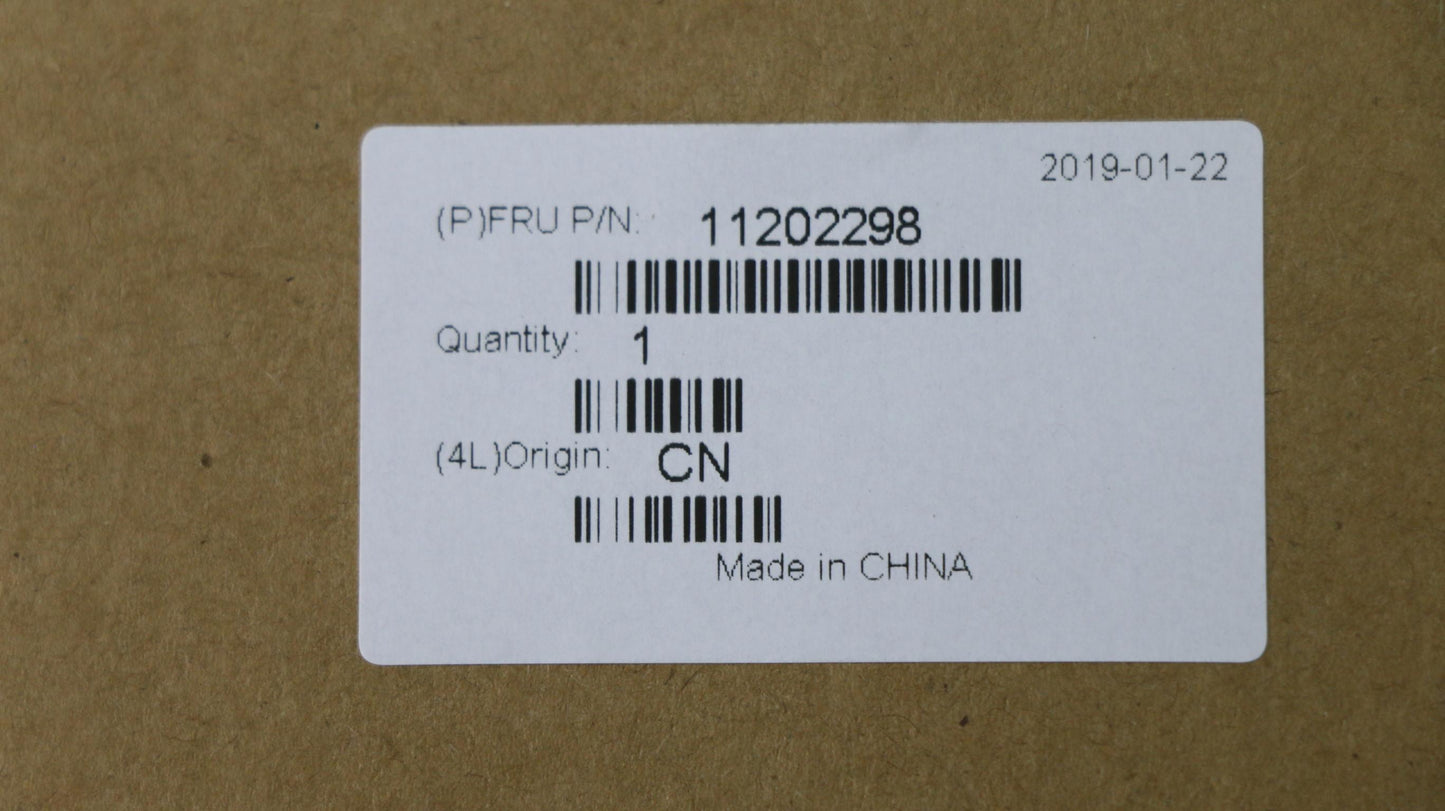 2019-01-22
(P)FRU P/N: 11202298
Quantity: 1
(4L)Origin: CN
Made in CHINA